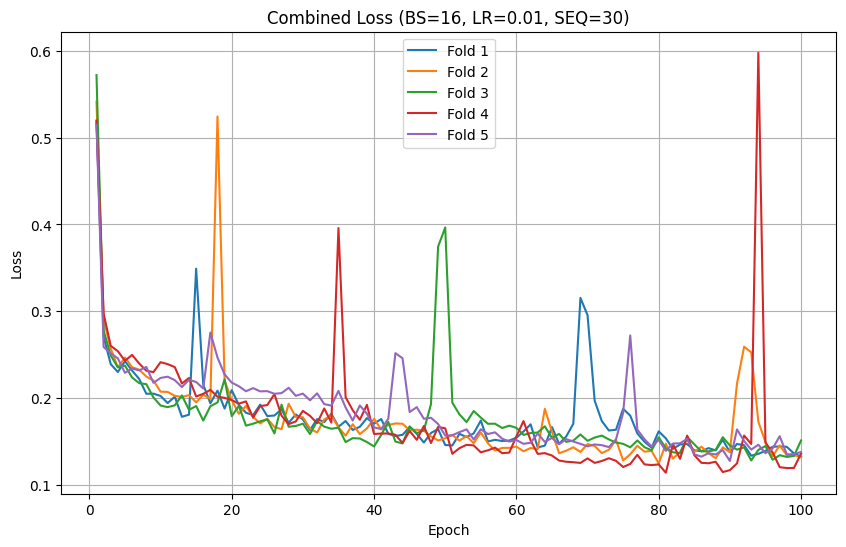 Combined Loss (BS=16, LR=0.01, SEQ=30)
Fold 1
Fold 2
Fold 3
Fold 4
Fold 5
Loss
0.6
0.5
0.4
0.3
0.2
0.1
0 20 40 60 80 100
Epoch